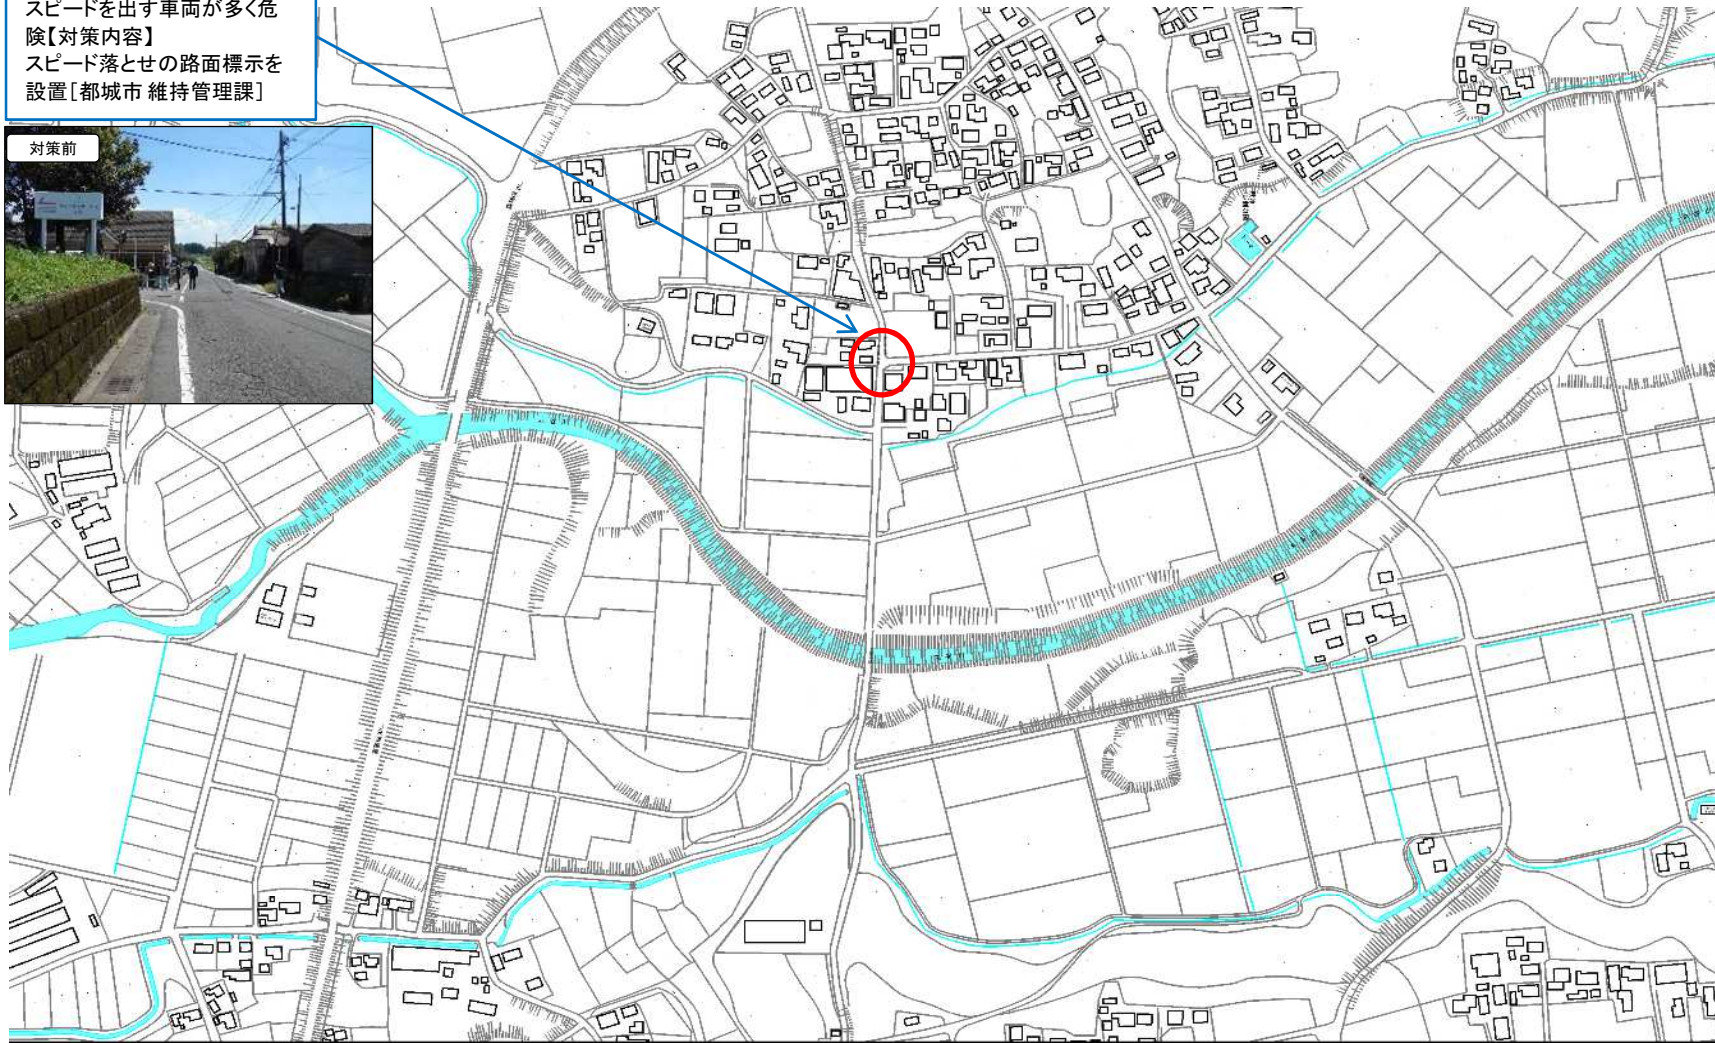 スピードを出す車両が多く危
険【対策内容】
スピード落とせの路面標示を
設置[都城市 維持管理課]
対策前